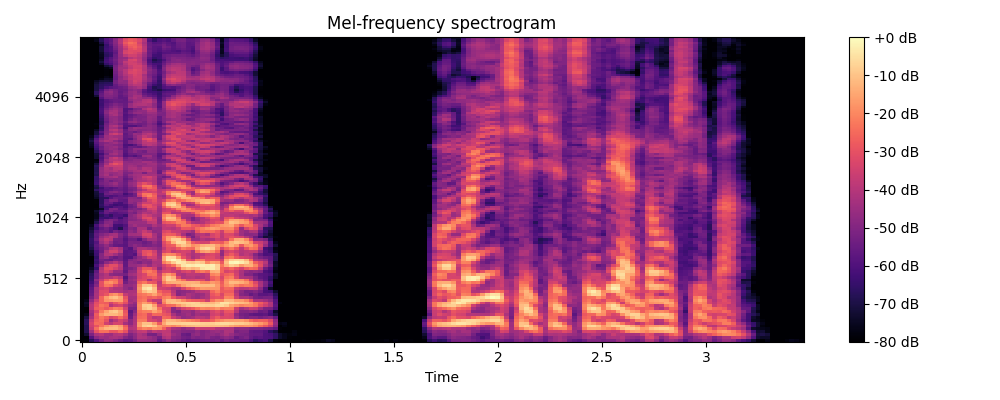 Mel-frequency spectrogram
+0 dB
4096
-10 dB
-20 dB
2048
-30 dB
Hz
-40 dB
1024
-50 dB
512
-60 dB
-70 dB
0
-80 dB
0 0.5 1 1.5 2 2.5 3
Time